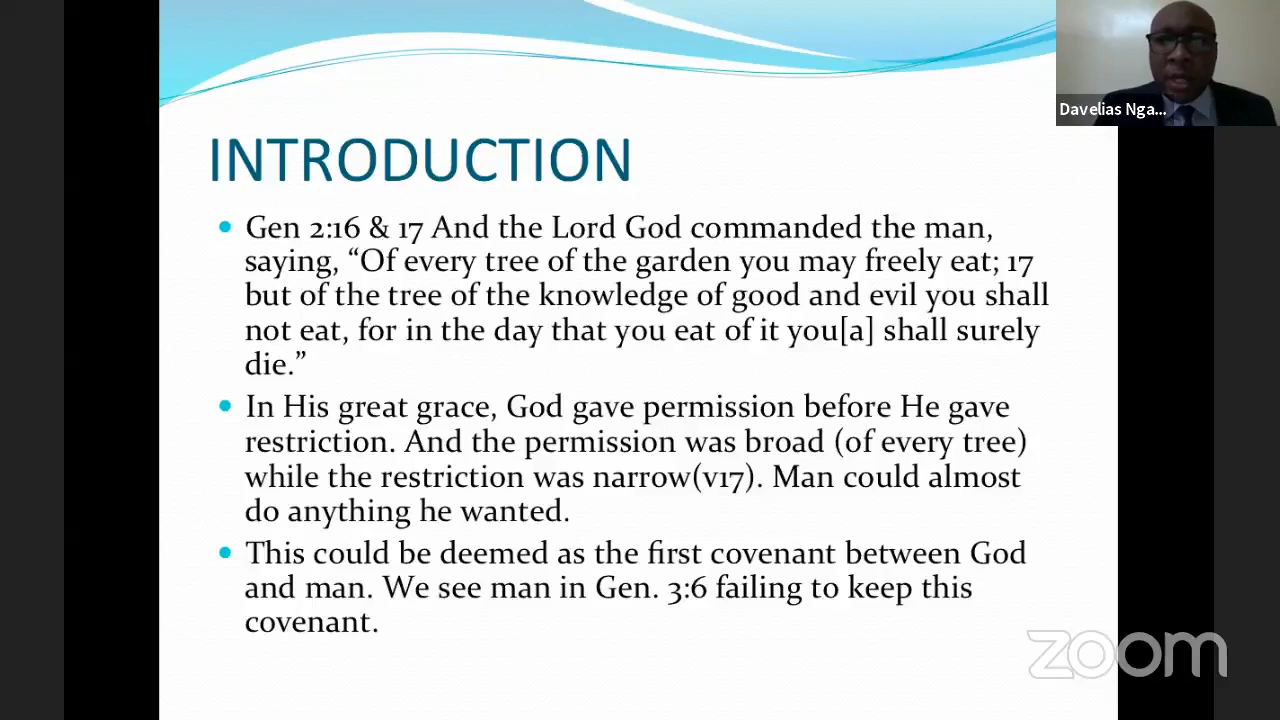 Davelias Nga...
INTRODUCTION
• Gen 2:16 & 17 And the Lord God commanded the man,
saying, “Of every tree of the garden you may freely eat; 17
but of the tree of the knowledge of good and evil you shall
not eat, for in the day that you eat of it you[a] shall surely
die.”
• In His great grace, God gave permission before He gave
restriction. And the permission was broad (of every tree)
while the restriction was narrow(v17). Man could almost
do anything he wanted.
• This could be deemed as the first covenant between God
and man. We see man in Gen. 3:6 failing to keep this
covenant.
zoom